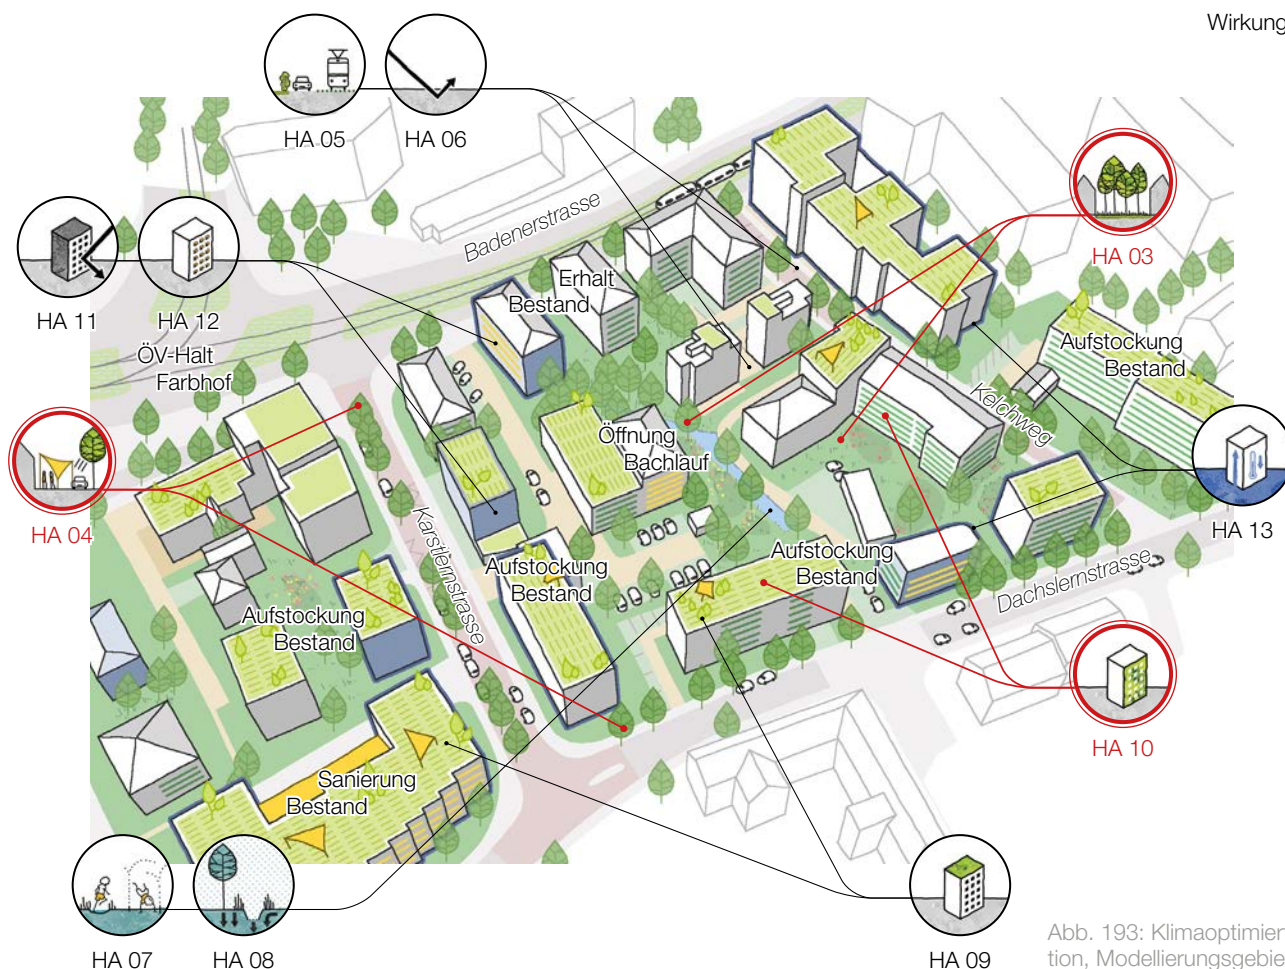 Wirkung
HA 05
HA 06
HA 03
Badenerstrasse
HA 11
HA 12
Erhalt
Bestand
ÖV-Halt
Farbhof
Aufstockung
Bestand
Kelchweg
Öffnung
Bachlauf
HA 04
HA 13
Karstlernstrasse
Aufstockung
Bestand
Aufstockung
Bestand
Dachslernstrasse
Aufstockung
Bestand
HA 10
Sanierung
Bestand
HA 07
HA 08
HA 09
Abb. 193: Klimaoptimiert
tion, Modellierungsgebie